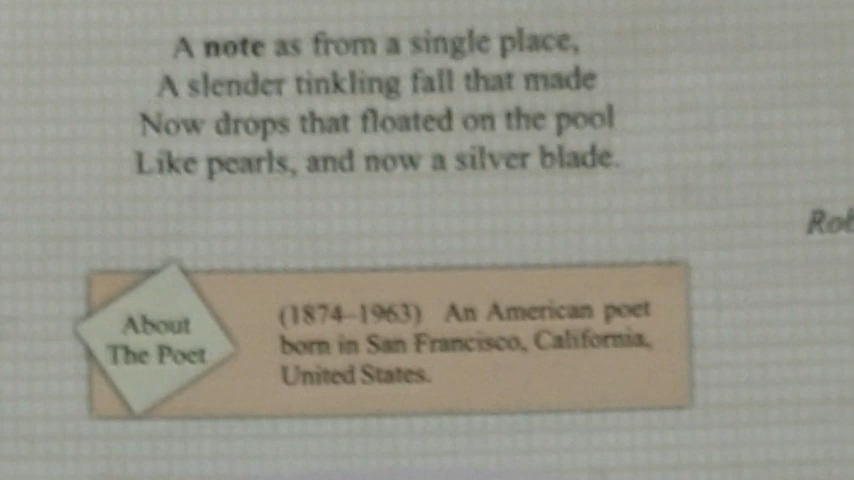 A note as from a single place,
A slender tinkling fall that made
Now drops that floated on the pool
Like pearls, and now a silver blade.
About
The Poet
(1874–1963) An American poet
born in San Francisco, California,
United States.